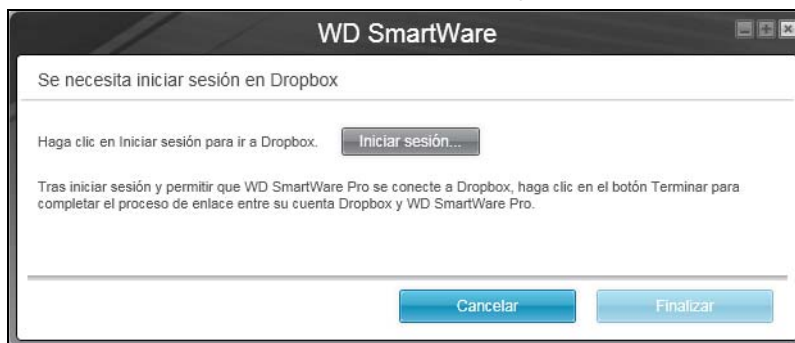 WD SmartWare
Se necesita iniciar sesión en Dropbox
Haga clic en Iniciar sesión para ir a Dropbox. Iniciar sesión...
Tras iniciar sesión y permitir que WD SmartWare Pro se conecte a Dropbox, haga clic en el botón Terminar para
completar el proceso de enlace entre su cuenta Dropbox y WD SmartWare Pro.
Cancelar Finalizar